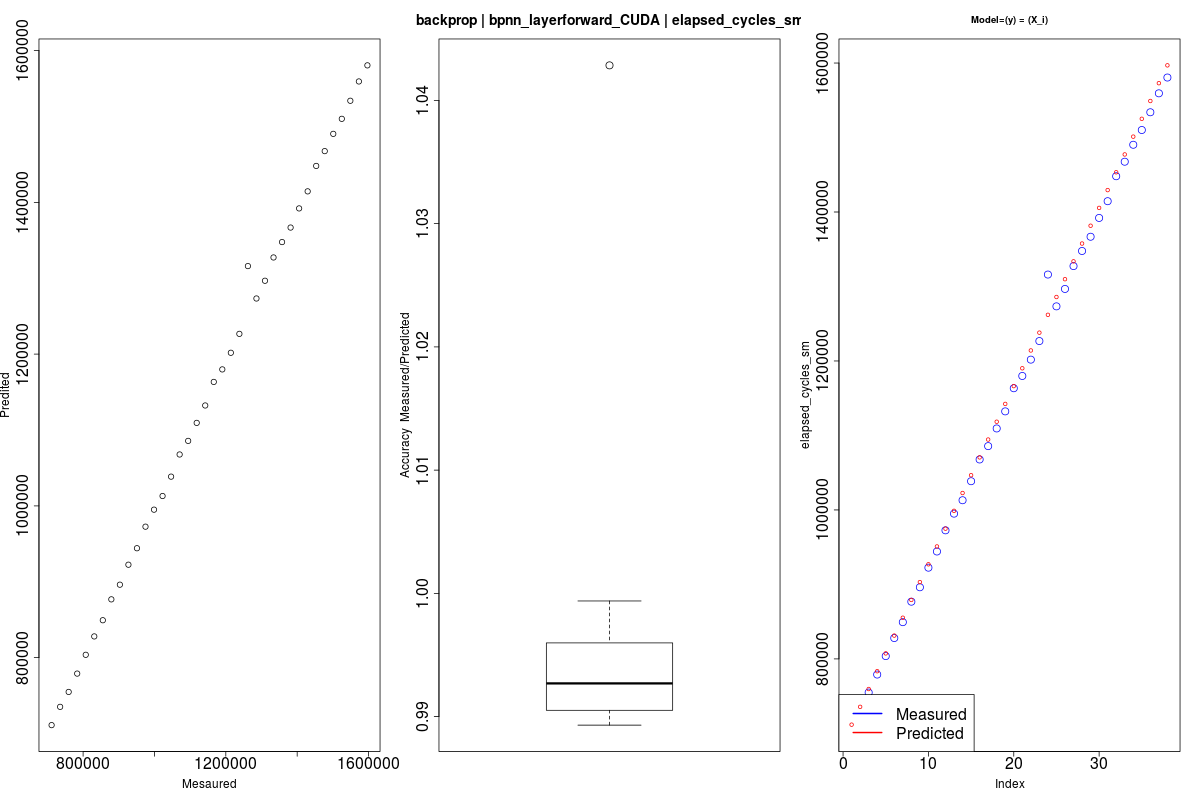 backprop | bpnn_layerforward_CUDA | elapsed_cycles_sm
Model=(y) = (X_i)
Predited
800000
1000000
1200000
1400000
1600000
800000
1200000
1600000
Mesaured
Accuracy Measured/Predicted
0.99
1.00
1.01
1.02
1.03
1.04
elapsed_cycles_sm
800000
1000000
1200000
1400000
1600000
Measured
Predicted
0
10
20
30
Index